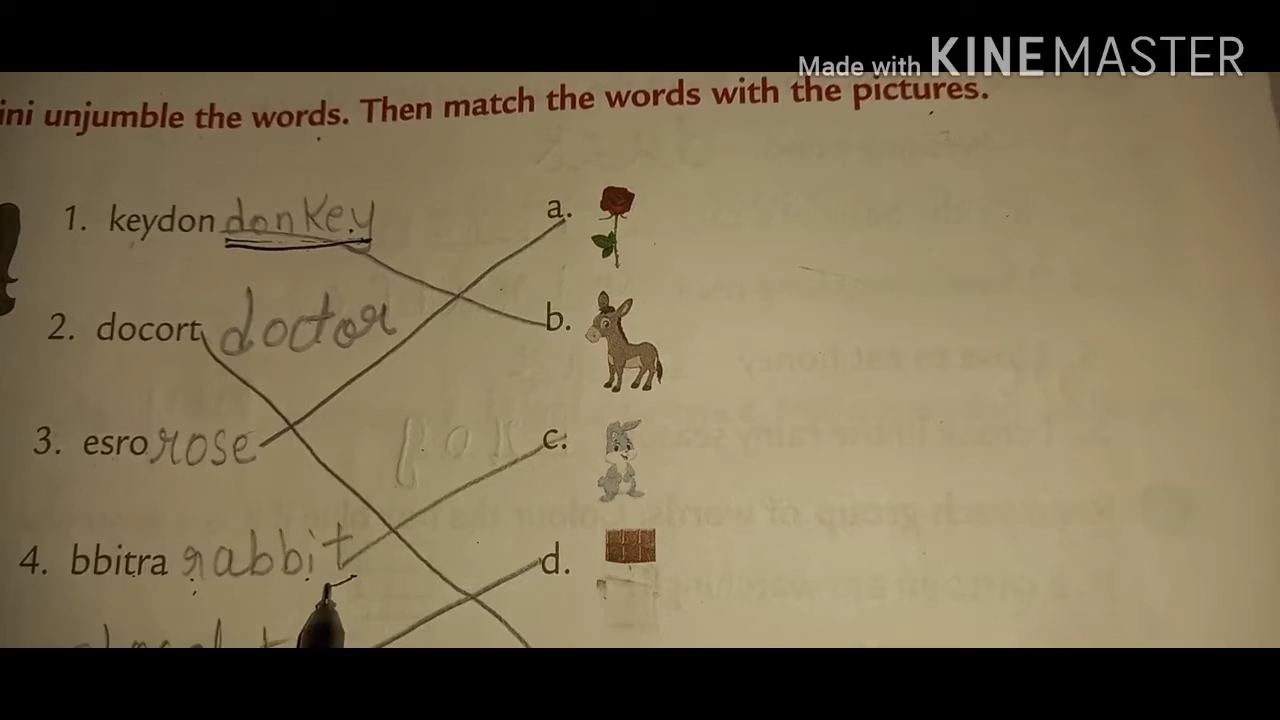 Made with KINEMASTER
ini unjumble the words. Then match the words with the pictures.
1. keydon donkey a.
2. docort doctor b.
3. esro rose c.
4. bbitra rabbit d.